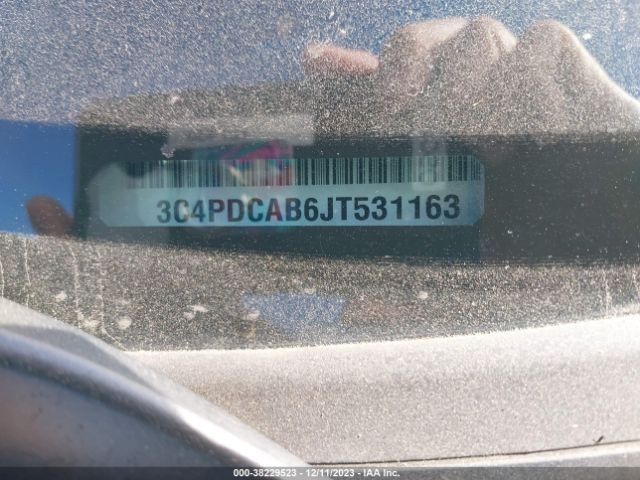 3C4PDCAB6JT531163
000-38229523 - 12/11/2023 - IAA Inc.